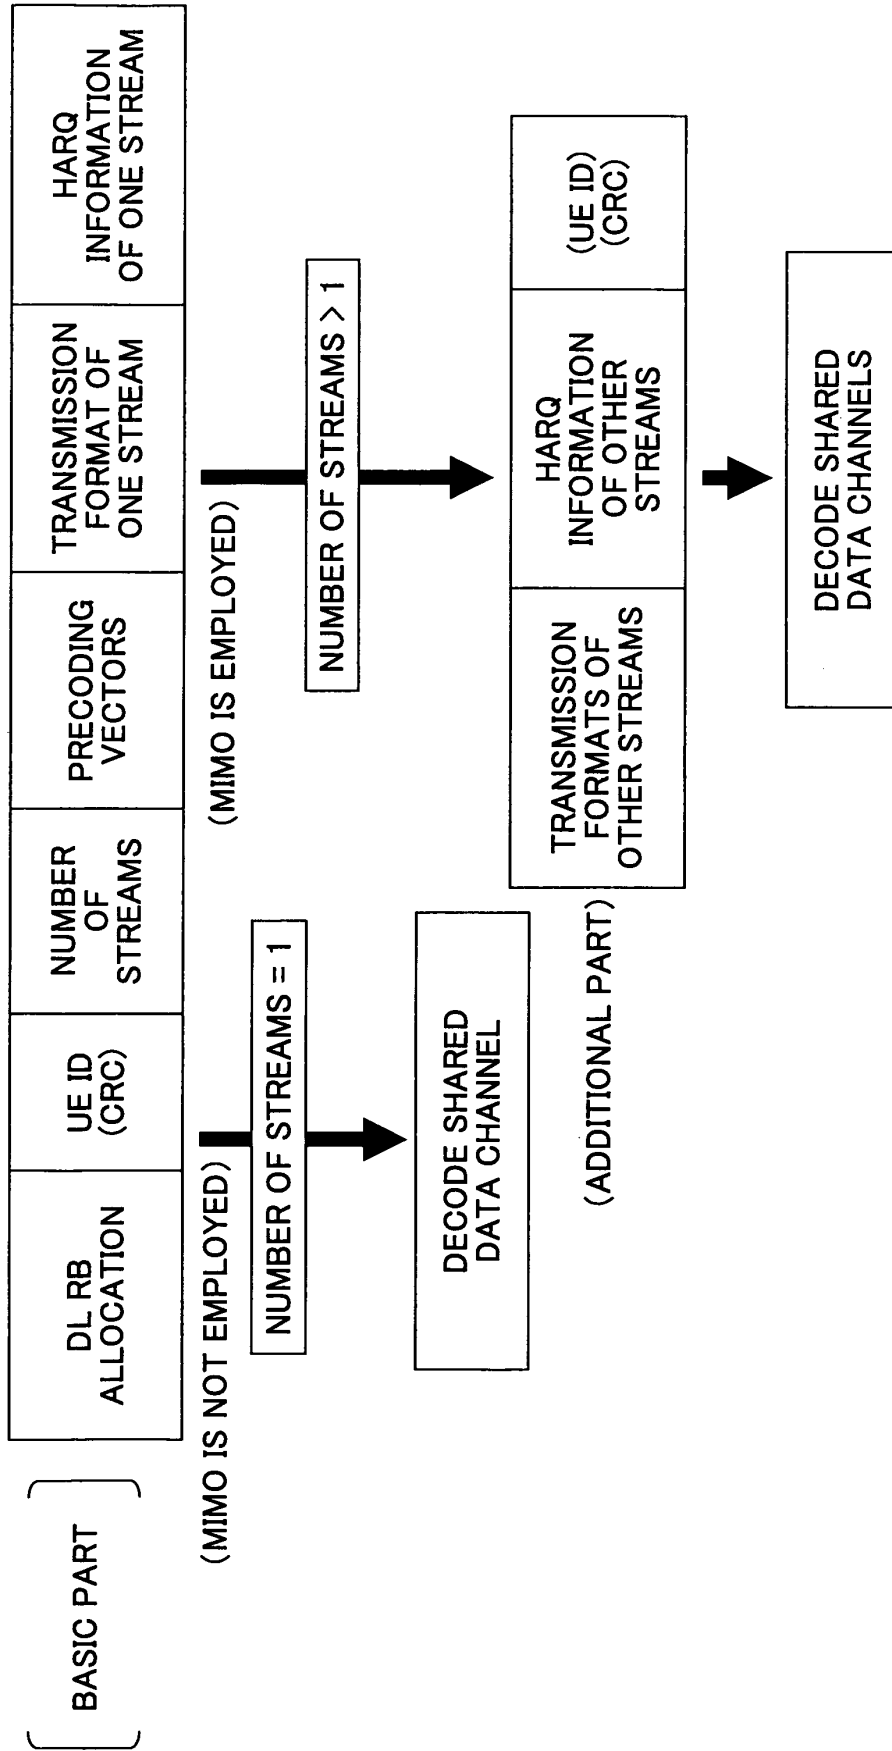 BASIC PART
DL RB
ALLOCATION
UE ID
(CRC)
NUMBER
OF
STREAMS
PRECODING
VECTORS
TRANSMISSION
FORMAT OF
ONE STREAM
HARQ
INFORMATION
OF ONE STREAM
(MIMO IS NOT EMPLOYED)
NUMBER OF STREAMS = 1
DECODE SHARED
DATA CHANNEL
(MIMO IS EMPLOYED)
NUMBER OF STREAMS > 1
(ADDITIONAL PART)
TRANSMISSION
FORMATS OF
OTHER STREAMS
HARQ
INFORMATION
OF OTHER
STREAMS
(UE ID)
(CRC)
DECODE SHARED
DATA CHANNELS